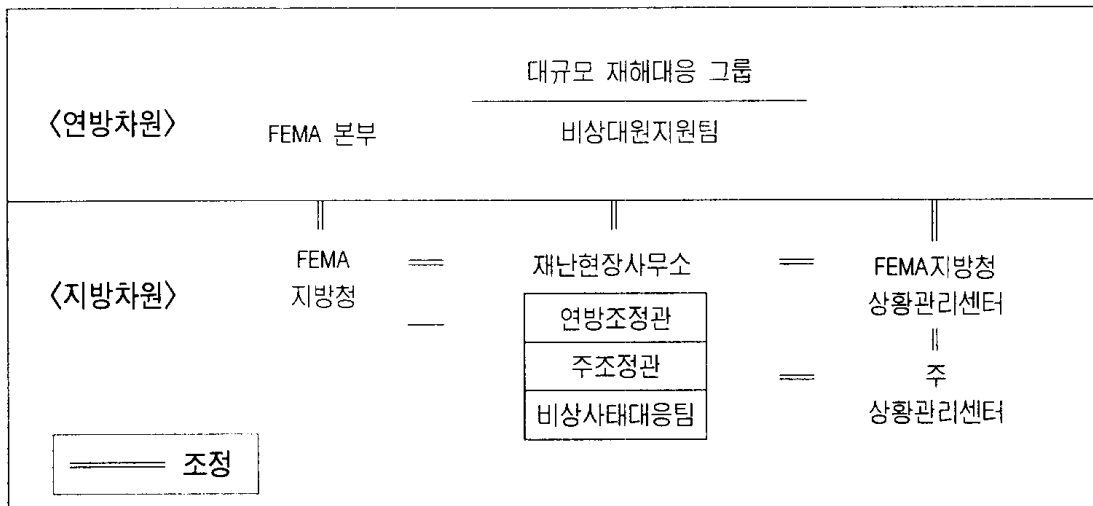 대규모 재해대응 그룹
〈연방차원〉
FEMA 본부
비상대원지원팀
FEMA
지방청
재난현장사무소
FEMA지방청
상황관리센터
〈지방차원〉
연방조정관
주조정관
비상사태대응팀
주
상황관리센터
조정